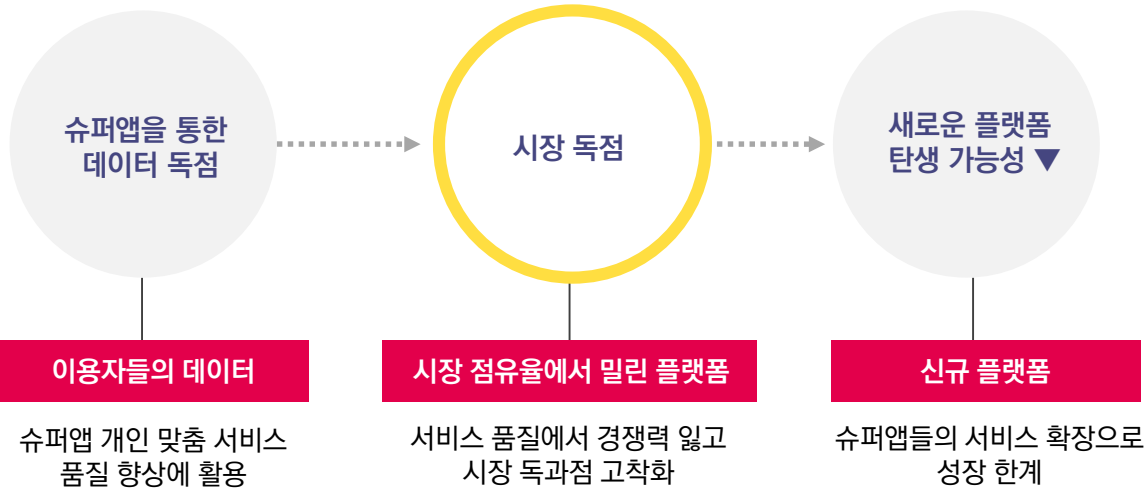 슈퍼앱을 통한
데이터 독점
시장 독점
새로운 플랫폼
탄생 가능성 ▼
이용자들의 데이터
시장 점유율에서 밀린 플랫폼
신규 플랫폼
슈퍼앱 개인 맞춤 서비스
품질 향상에 활용
서비스 품질에서 경쟁력 잃고
시장 독과점 고착화
슈퍼앱들의 서비스 확장으로
성장 한계